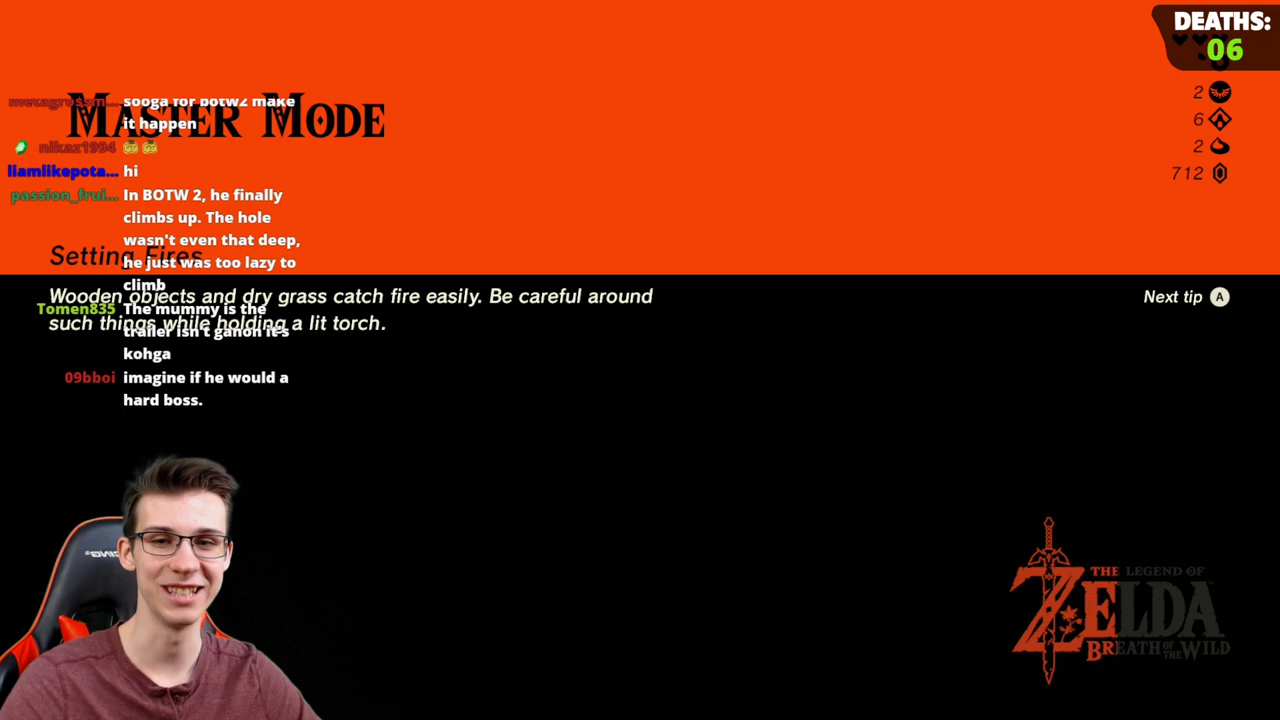 DEATHS:
06
MASTER MODE
2
6
2
712
metagrossm... sooga for botw2 make
it happen
nikaz1994
liamlikepota... hi
passion_frui... In BOTW 2, he finally
climbs up. The hole
wasn't even that deep,
he just was too lazy to
climb
Setting Fires
Wooden objects and dry grass catch fire easily. Be careful around
such things while holding a lit torch.
Next tip A
Tomen835 The mummy is the
trailer isn't ganon it's
kohga
09bboi imagine if he would a
hard boss.
THE LEGEND OF
ZELDA
BREATH OF THE WILD